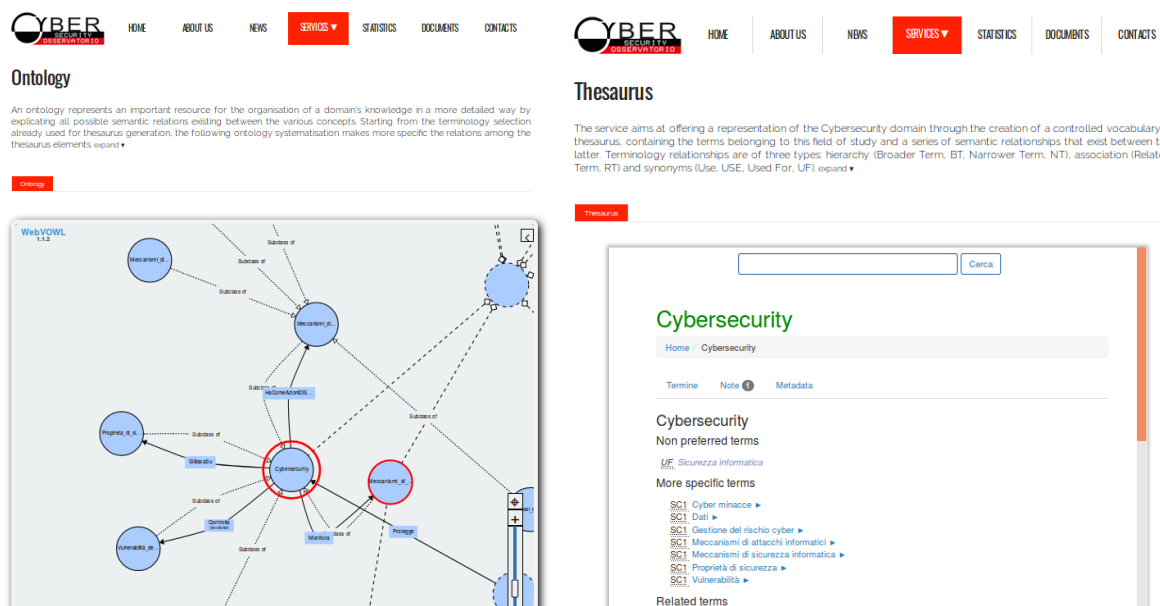 CYBER
SECURITY
OSSERVATORIO
HOME
ABOUT US
NEWS
SERVICES ▼
STATISTICS
DOCUMENTS
CONTACTS
Ontology
An ontology represents an important resource for the organisation of a domain's knowledge in a more detailed way by
explicating all possible semantic relations existing between the various concepts. Starting from the terminology selection
already used for thesaurus generation, the following ontology systematisation makes more specific the relations among the
thesaurus elements. expand ▾
Ontology
WebVOWL
1.1.2
Subclass of
Meccanismi_di...
Subclass of
Subclass of
Meccanismi_di...
HaComeAzioniDi...
Subclass of
Proprietà_di_si...
Subclass of
SiBasaSu
Cybersecurity
Meccanismi_di_...
Subclass of
Controlla
(functional)
Monitora
Protegge
Vulnerabilità_de...
Subclass of
CYBER
SECURITY
OSSERVATORIO
HOME
ABOUT US
NEWS
SERVICES ▼
STATISTICS
DOCUMENTS
CONTACTS
Thesaurus
The service aims at offering a representation of the Cybersecurity domain through the creation of a controlled vocabulary
thesaurus, containing the terms belonging to this field of study and a series of semantic relationships that exist between t
latter. Terminology relationships are of three types: hierarchy (Broader Term, BT, Narrower Term, NT), association (Relate
Term, RT) and synonyms (Use, USE, Used For, UF). expand ▾
Thesaurus
Cerca
Cybersecurity
Home / Cybersecurity
Termine
Note 1
Metadata
Cybersecurity
Non preferred terms
UF Sicurezza informatica
More specific terms
SC1 Cyber minacce ►
SC1 Dati ►
SC1 Gestione del rischio cyber ►
SC1 Meccanismi di attacchi informatici ►
SC1 Meccanismi di sicurezza informatica ►
SC1 Proprietà di sicurezza ►
SC1 Vulnerabilità ►
Related terms